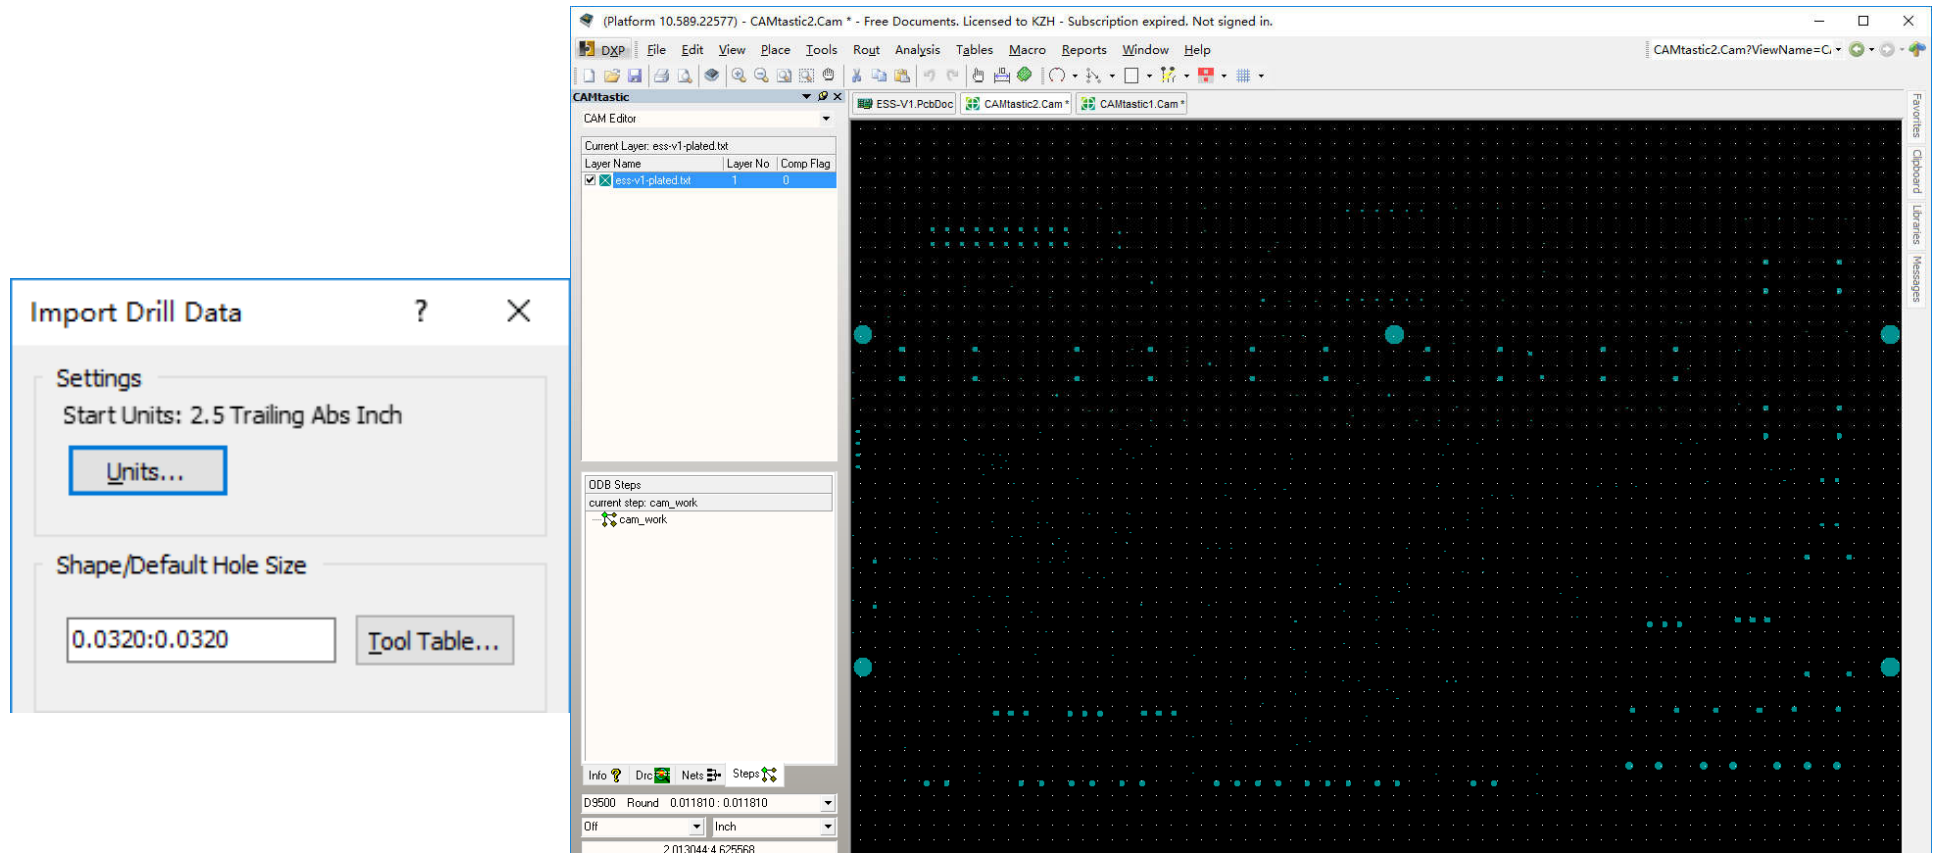 Import Drill Data ? ×
Settings
Start Units: 2.5 Trailing Abs Inch
Units...
Shape/Default Hole Size
0.0320:0.0320 Tool Table...
(Platform 10.589.22577) - CAMtastic2.Cam * - Free Documents. Licensed to KZH - Subscription expired. Not signed in.
DXP File Edit View Place Tools Rout Analysis Tables Macro Reports Window Help CAMtastic2.Cam?ViewName=C
CAMtastic
ESS-V1.PcbDoc CAMtastic2.Cam * CAMtastic1.Cam *
CAM Editor
Current Layer: ess-v1-plated.txt
Layer Name Layer No Comp Flag
ess-v1-plated.txt 1 0
ODB Steps
current step: cam_work
cam_work
Info Drc Nets Steps
D9500 Round 0.011810 : 0.011810
Off Inch
2.013044:4.625568
Favorites
Clipboard
Libraries
Messages